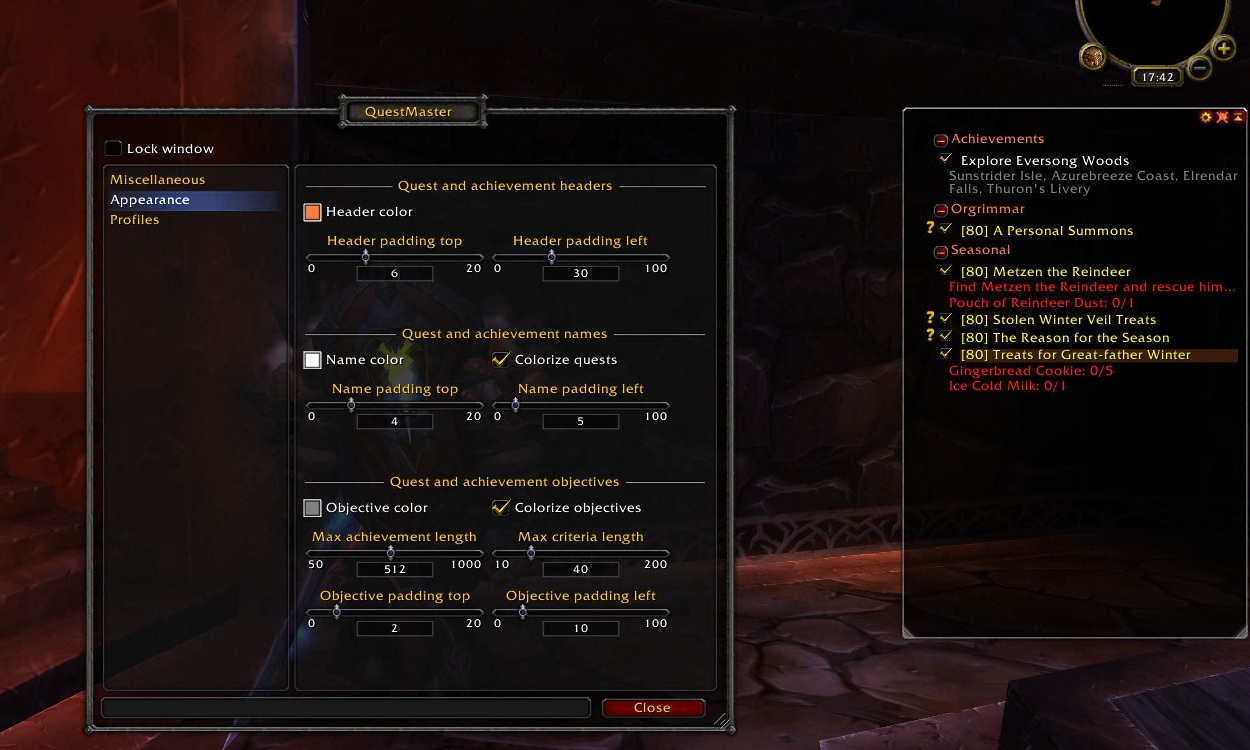 17:42
QuestMaster
Lock window
Miscellaneous
Appearance
Profiles
Quest and achievement headers
Header color
Header padding top
Header padding left
0
6
20
0
30
100
Quest and achievement names
Name color
Colorize quests
Name padding top
Name padding left
0
4
20
0
5
100
Quest and achievement objectives
Objective color
Colorize objectives
Max achievement length
Max criteria length
50
512
1000
10
40
200
Objective padding top
Objective padding left
0
2
20
0
10
100
Close
Achievements
Explore Eversong Woods
Sunstrider Isle, Azurebreeze Coast, Elrendar
Falls, Thuron's Livery
Orgrimmar
? [80] A Personal Summons
Seasonal
[80] Metzen the Reindeer
Find Metzen the Reindeer and rescue him...
Pouch of Reindeer Dust: 0/1
? [80] Stolen Winter Veil Treats
? [80] The Reason for the Season
[80] Treats for Great-father Winter
Gingerbread Cookie: 0/5
Ice Cold Milk: 0/1